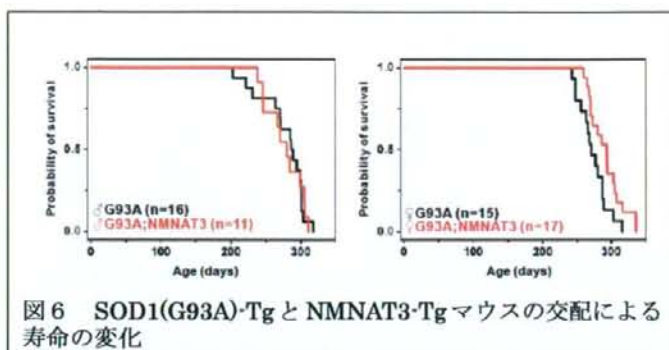 Probability of survival
1.0
0.5
0.0
♂G93A (n=16)
♂G93A;NMNAT3 (n=11)
0 100 200 300
Age (days)
Probability of survival
1.0
0.5
0.0
♀G93A (n=15)
♀G93A;NMNAT3 (n=17)
0 100 200 300
Age (days)
図6 SOD1(G93A)-TgとNMNAT3-Tgマウスの交配による
寿命の変化